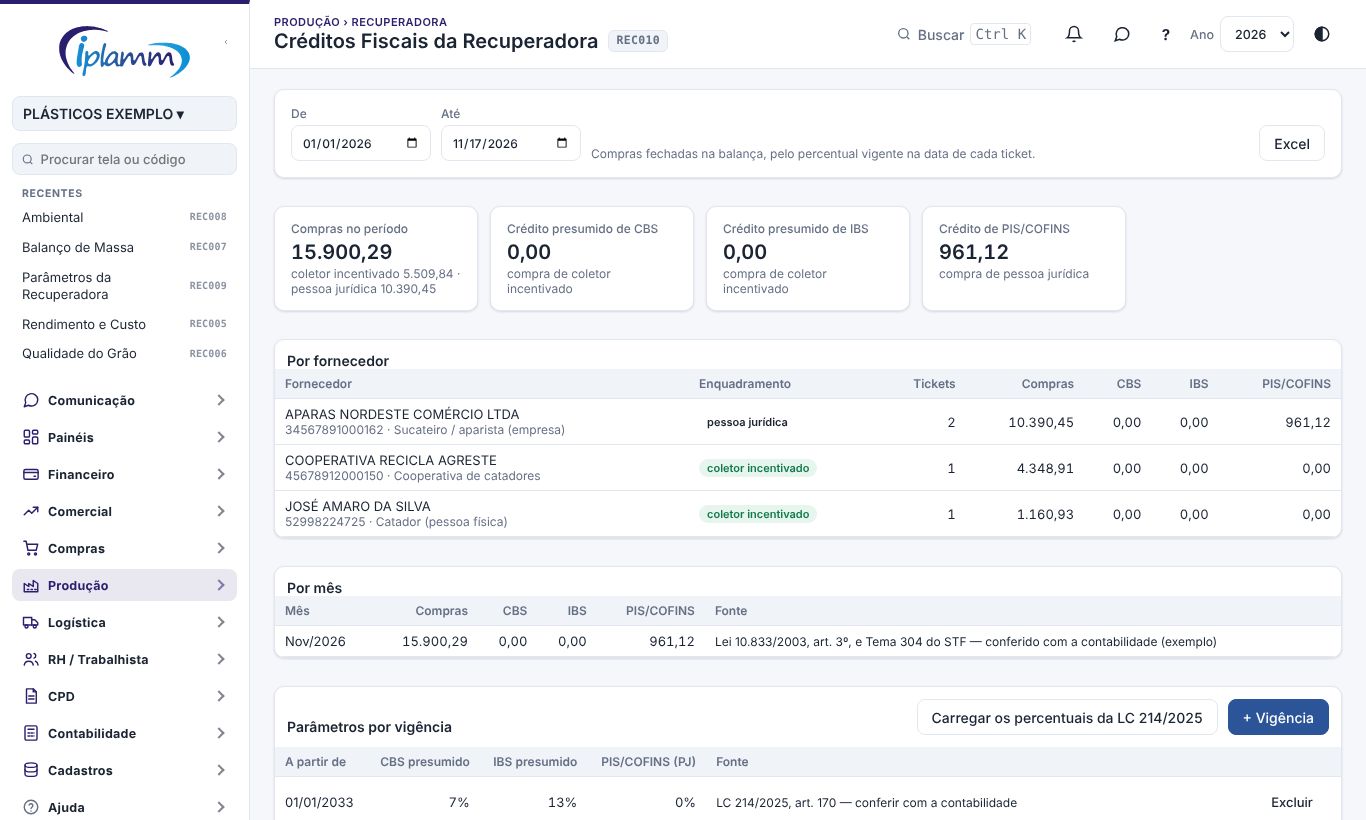 iplamm
‹
PLÁSTICOS EXEMPLO ▾
Procurar tela ou código
RECENTES
Ambiental REC008
Balanço de Massa REC007
Parâmetros da
Recuperadora REC009
Rendimento e Custo REC005
Qualidade do Grão REC006
Comunicação
Painéis
Financeiro
Comercial
Compras
Produção
Logística
RH / Trabalhista
CPD
Contabilidade
Cadastros
Ajuda
PRODUÇÃO › RECUPERADORA
Créditos Fiscais da Recuperadora REC010
Buscar Ctrl K
?
Ano 2026
De
01/01/2026
Até
11/17/2026
Compras fechadas na balança, pelo percentual vigente na data de cada ticket.
Excel
Compras no período
15.900,29
coletor incentivado 5.509,84 ·
pessoa jurídica 10.390,45
Crédito presumido de CBS
0,00
compra de coletor
incentivado
Crédito presumido de IBS
0,00
compra de coletor
incentivado
Crédito de PIS/COFINS
961,12
compra de pessoa jurídica
Por fornecedor
Fornecedor Enquadramento Tickets Compras CBS IBS PIS/COFINS
APARAS NORDESTE COMÉRCIO LTDA
34567891000162 · Sucateiro / aparista (empresa)
pessoa jurídica 2 10.390,45 0,00 0,00 961,12
COOPERATIVA RECICLA AGRESTE
45678912000150 · Cooperativa de catadores
coletor incentivado 1 4.348,91 0,00 0,00 0,00
JOSÉ AMARO DA SILVA
52998224725 · Catador (pessoa física)
coletor incentivado 1 1.160,93 0,00 0,00 0,00
Por mês
Mês Compras CBS IBS PIS/COFINS Fonte
Nov/2026 15.900,29 0,00 0,00 961,12 Lei 10.833/2003, art. 3º, e Tema 304 do STF — conferido com a contabilidade (exemplo)
Parâmetros por vigência
Carregar os percentuais da LC 214/2025
+ Vigência
A partir de CBS presumido IBS presumido PIS/COFINS (PJ) Fonte
01/01/2033 7% 13% 0% LC 214/2025, art. 170 — conferir com a contabilidade Excluir